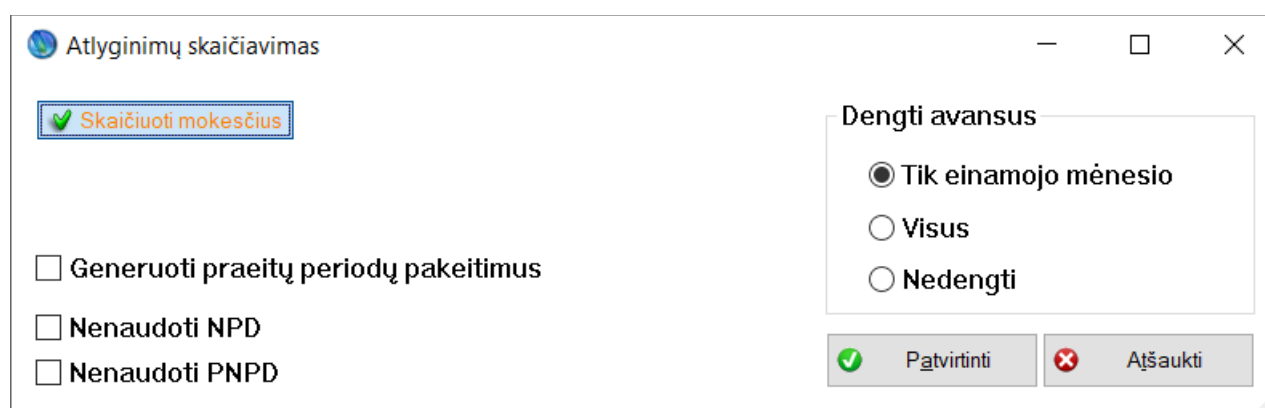 Atlyginimų skaičiavimas
Skaičiuoti mokesčius
Dengti avansus
Tik einamojo mėnesio
Visus
Nedengti
Generuoti praeitų periodų pakeitimus
Nenaudoti NPD
Nenaudoti PNPD
Patvirtinti
Atšaukti